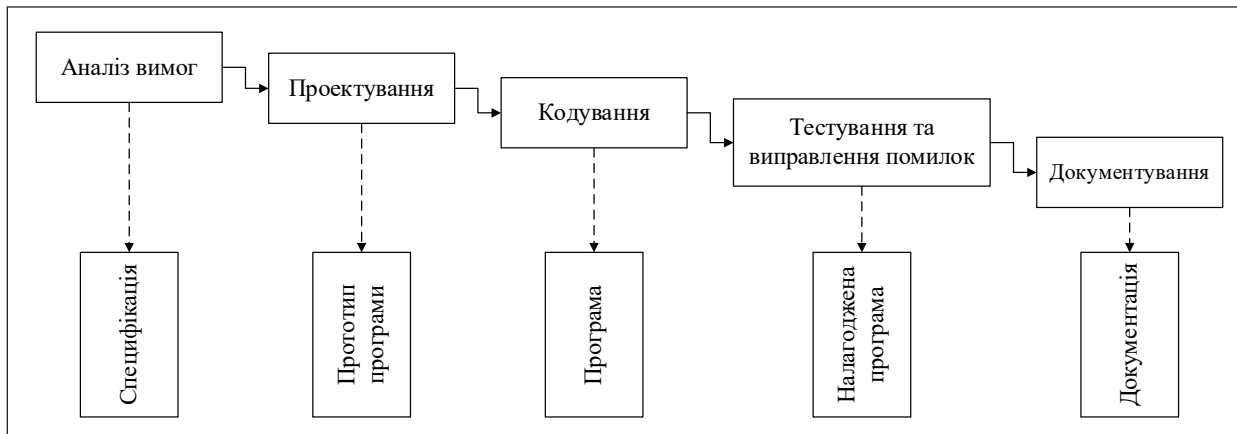 Аналіз вимог
Проектування
Кодування
Тестування та
виправлення помилок
Документування
Специфікація
Прототип
програми
Програма
Налагоджена
програма
Документація